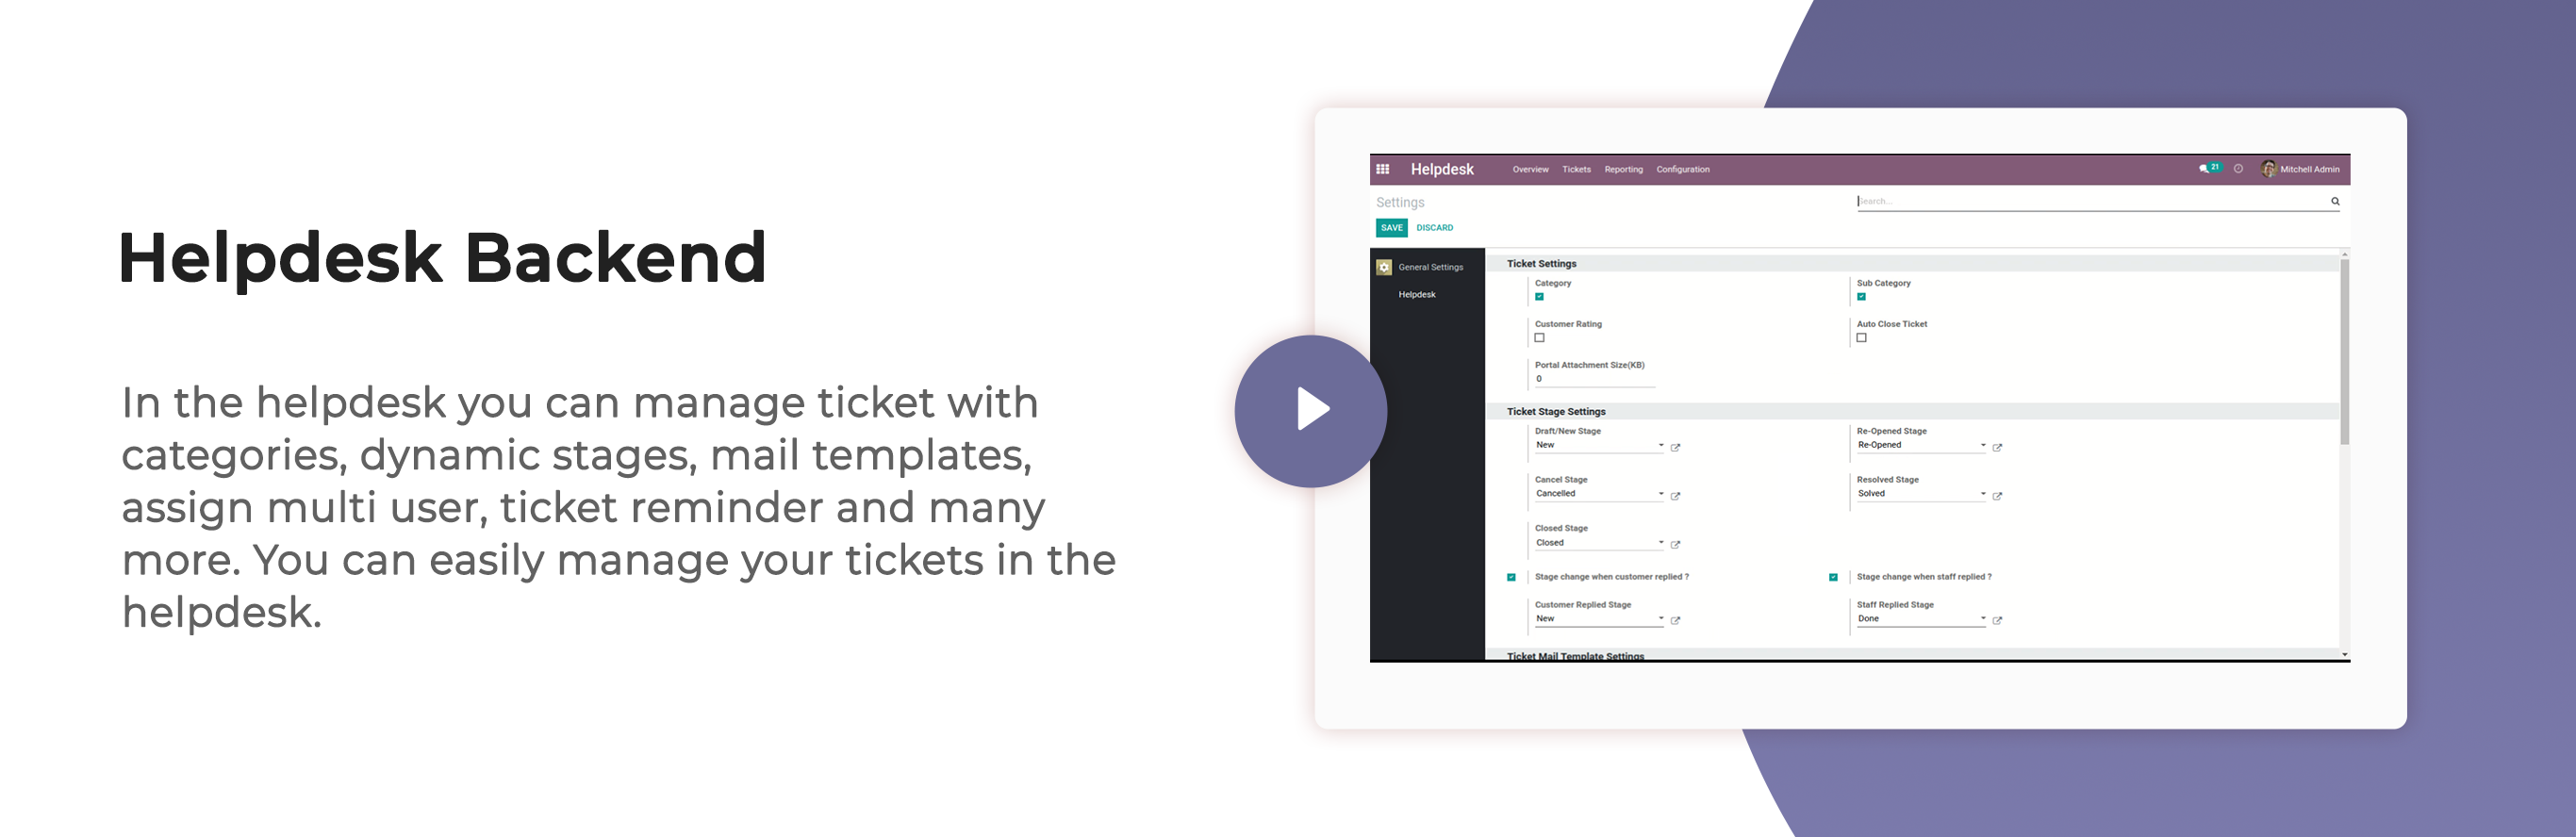 Helpdesk Backend
In the helpdesk you can manage ticket with
categories, dynamic stages, mail templates,
assign multi user, ticket reminder and many
more. You can easily manage your tickets in the
helpdesk.
Helpdesk Overview Tickets Reporting Configuration 21 Mitchell Admin
Settings Search...
SAVE DISCARD
General Settings
Helpdesk
Ticket Settings
Category Sub Category
Customer Rating Auto Close Ticket
Portal Attachment Size(KB)
0
Ticket Stage Settings
Draft/New Stage Re-Opened Stage
New Re-Opened
Cancel Stage Resolved Stage
Cancelled Solved
Closed Stage
Closed
Stage change when customer replied ? Stage change when staff replied ?
Customer Replied Stage Staff Replied Stage
New Done
Ticket Mail Template Settings